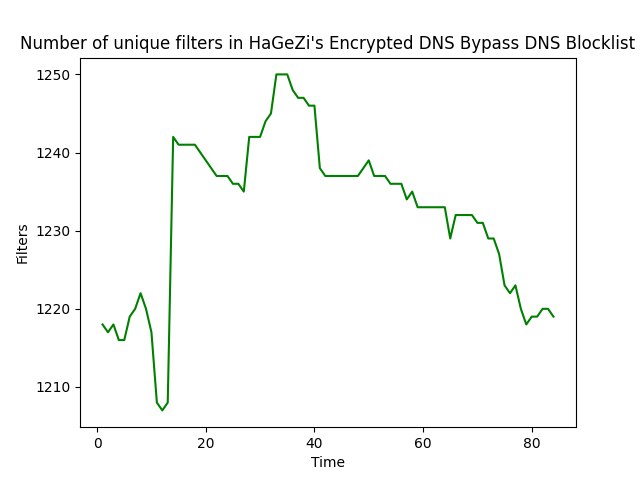 Number of unique filters in HaGeZi's Encrypted DNS Bypass DNS Blocklist
1250
1240
1230
1220
1210
Filters
0 20 40 60 80
Time